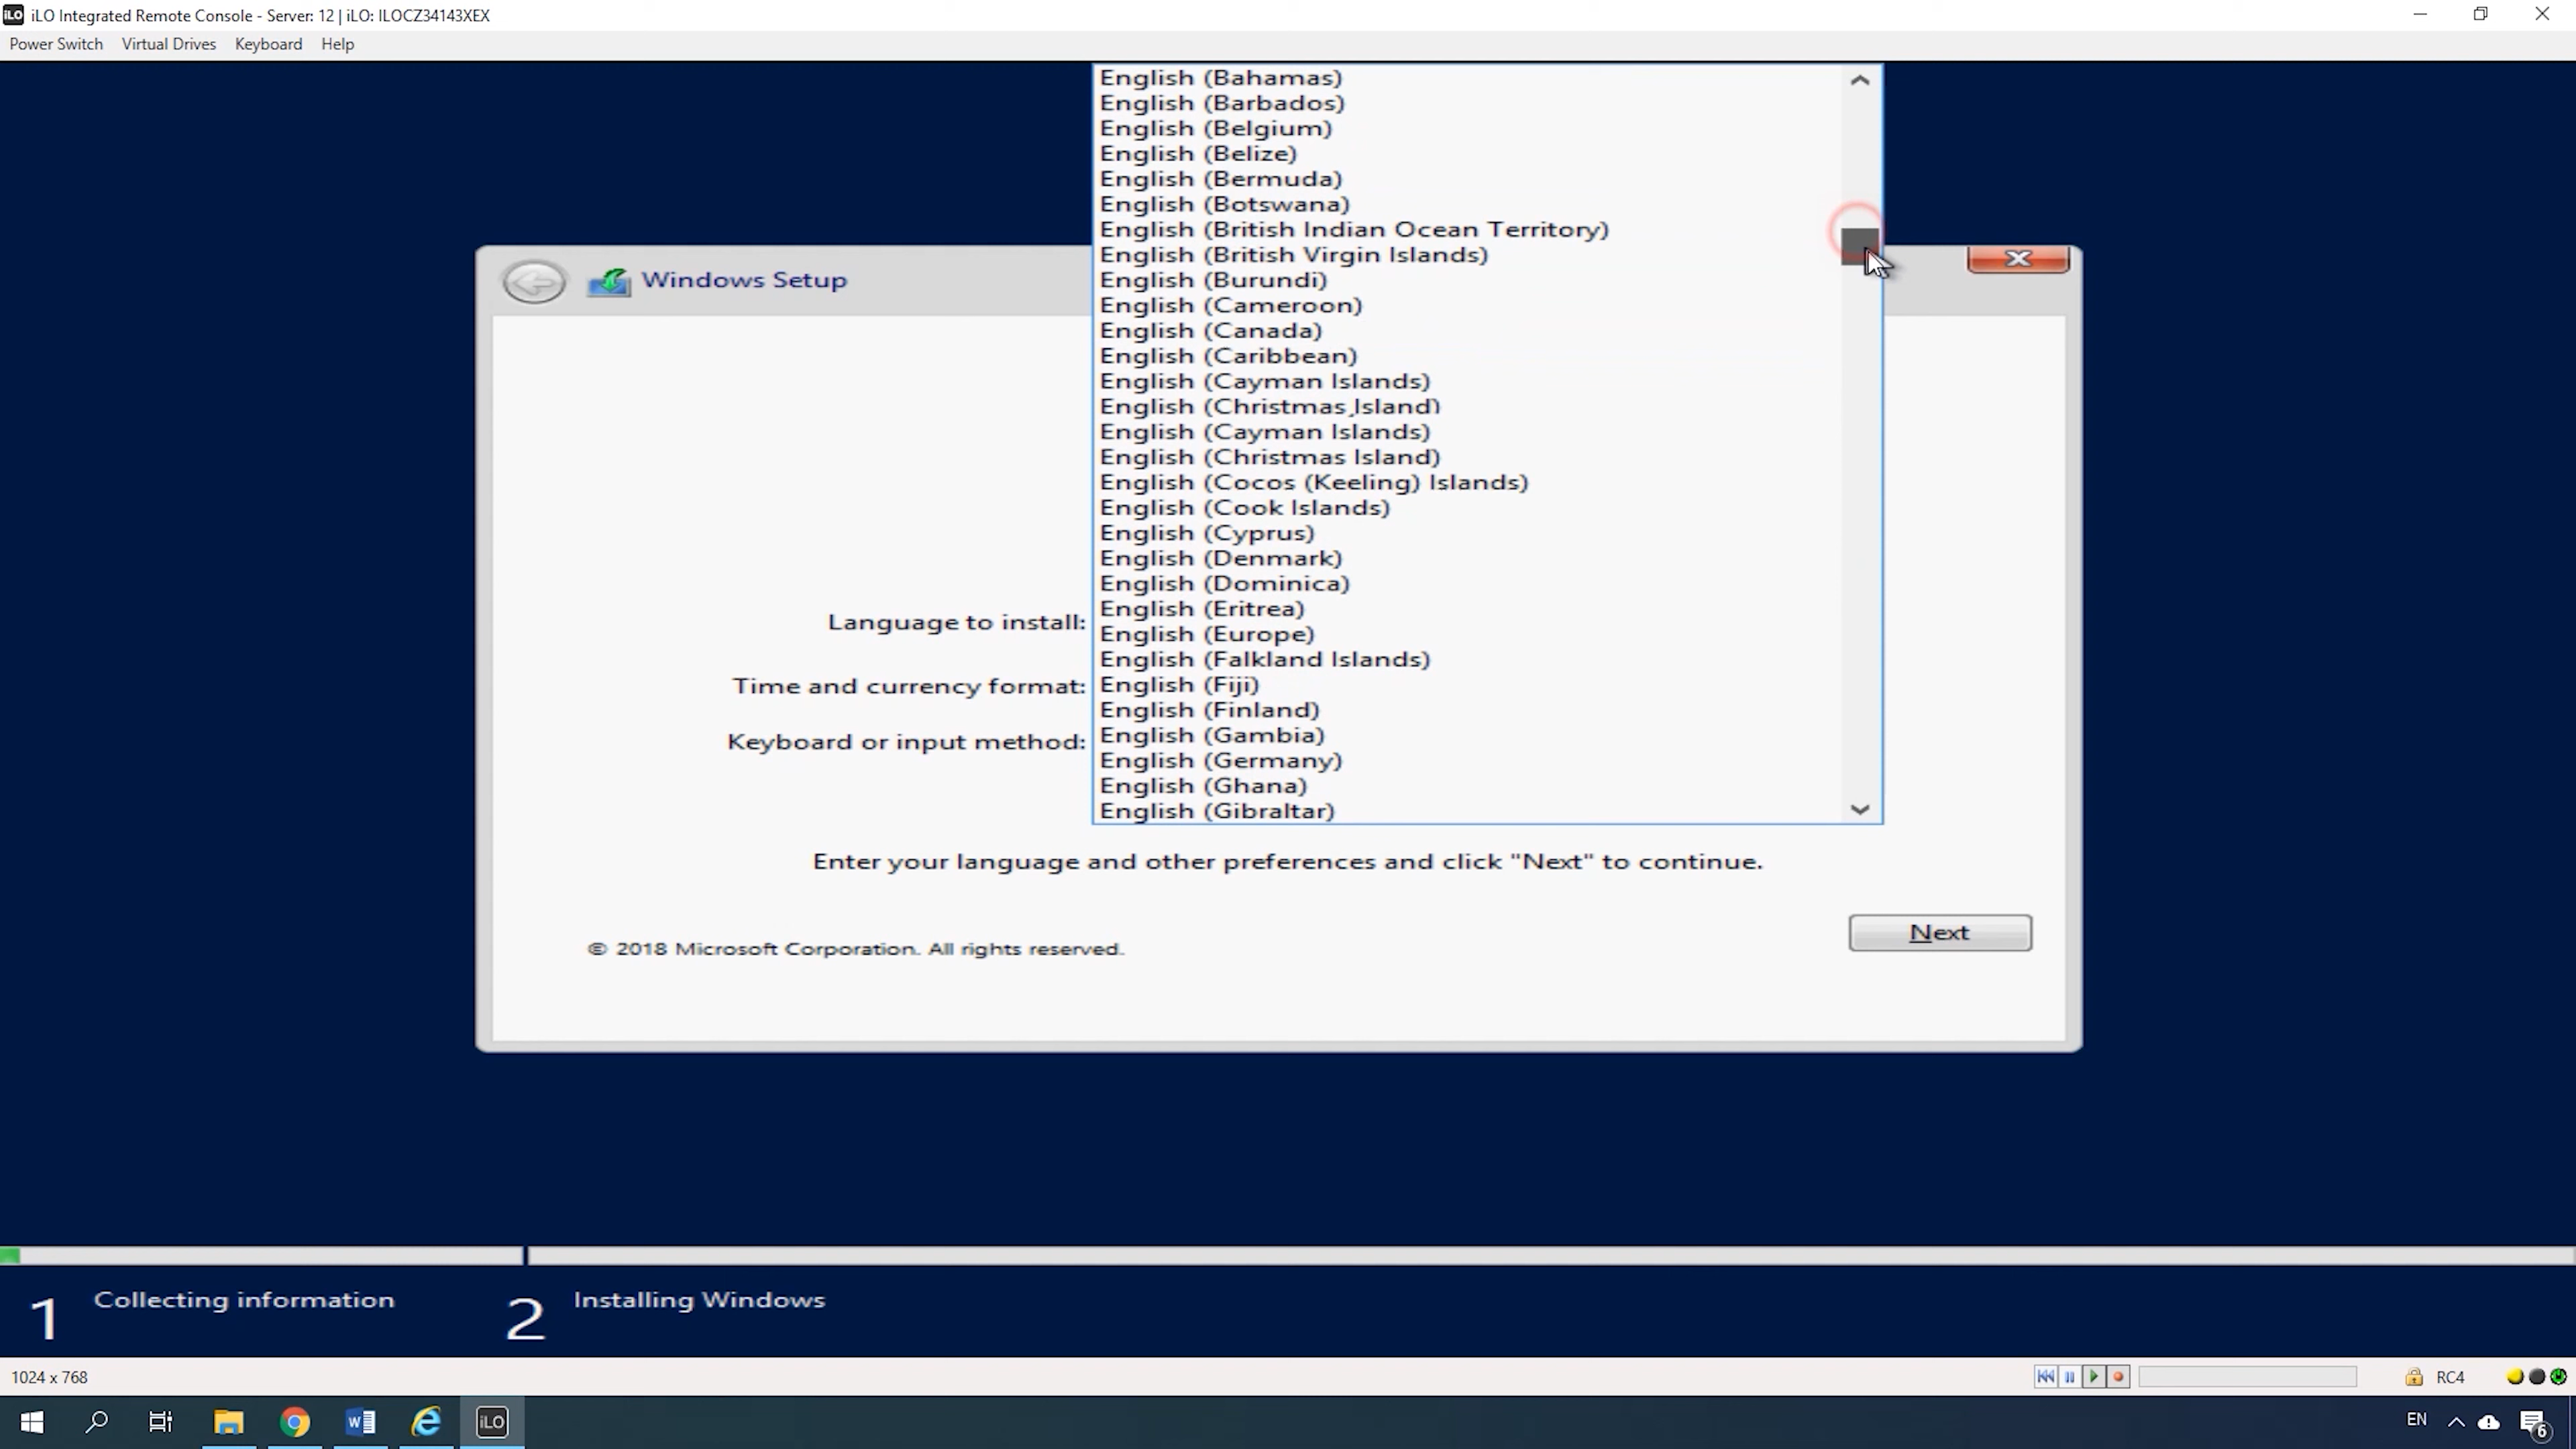 iLO Integrated Remote Console - Server: 12 | iLO: ILOCZ34143XEX
Power Switch Virtual Drives Keyboard Help
English (Bahamas)
English (Barbados)
English (Belgium)
English (Belize)
English (Bermuda)
English (Botswana)
English (British Indian Ocean Territory)
English (British Virgin Islands)
Windows Setup
English (Burundi)
English (Cameroon)
English (Canada)
English (Caribbean)
English (Cayman Islands)
English (Christmas Island)
English (Cayman Islands)
English (Christmas Island)
English (Cocos (Keeling) Islands)
English (Cook Islands)
English (Cyprus)
English (Denmark)
English (Dominica)
English (Eritrea)
Language to install:
English (Europe)
English (Falkland Islands)
Time and currency format:
English (Fiji)
English (Finland)
English (Gambia)
Keyboard or input method:
English (Germany)
English (Ghana)
English (Gibraltar)
Enter your language and other preferences and click "Next" to continue.
Next
© 2018 Microsoft Corporation. All rights reserved.
1 Collecting information 2 Installing Windows
1024 x 768 RC4
iLO EN 6